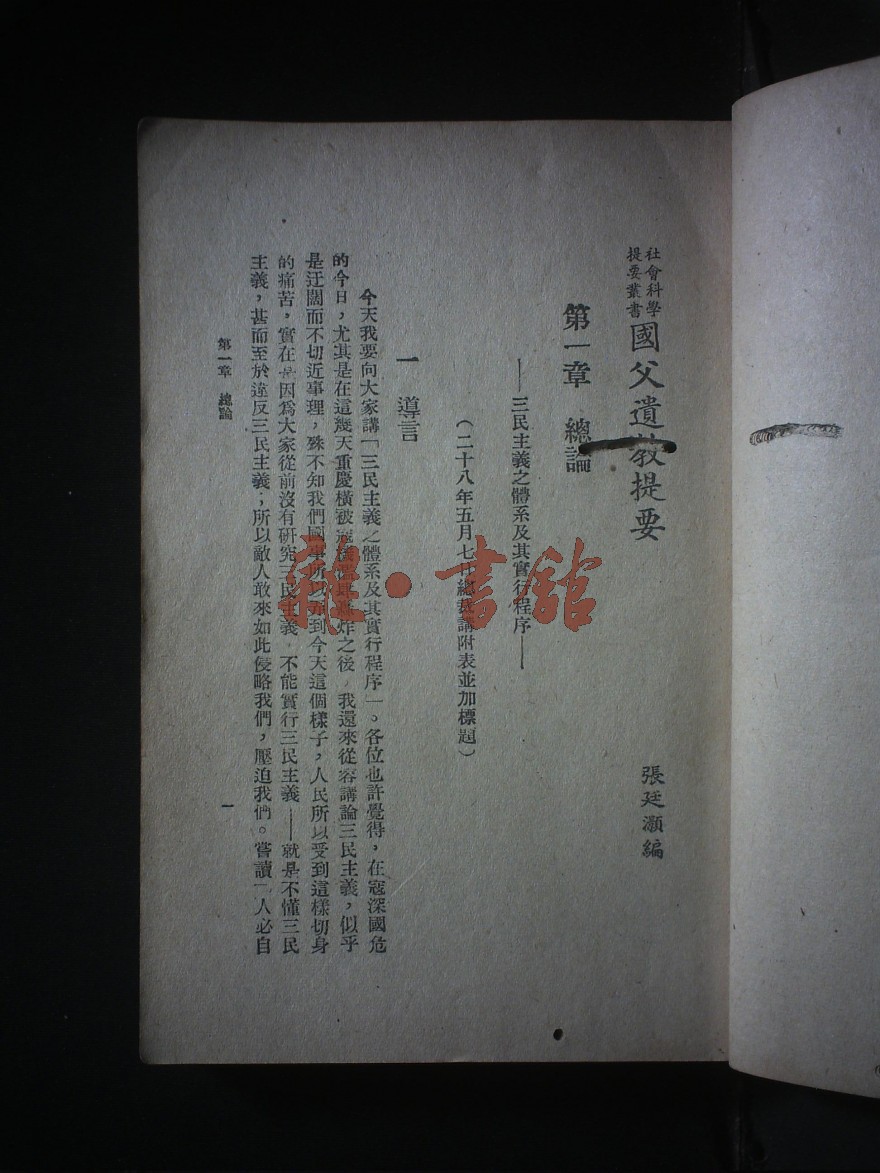 社會科學
提要叢書
國父遺教提要
張廷灝編
第一章　總論
——三民主義之體系及其實行程序——
（二十八年五月七日總裁講附表並加標題）
一　導言
今天我要向大家講「三民主義之體系及其實行程序」。各位也許覺得，在寇深國危
的今日，尤其是在這幾天重慶橫被寇機 炸之後，我還來從容講論三民主義，似乎
是迂闊而不切近事理，殊不知我們國事所以弄到今天這個樣子，人民所以受到這樣切身
的痛苦，實在是因爲大家從前沒有研究三民主義，不能實行三民主義——就是不懂三民
主義，甚而至於違反三民主義；所以敵人敢來如此侵略我們，壓迫我們。嘗讀「人必自
第一章　總論
一
雜·書館